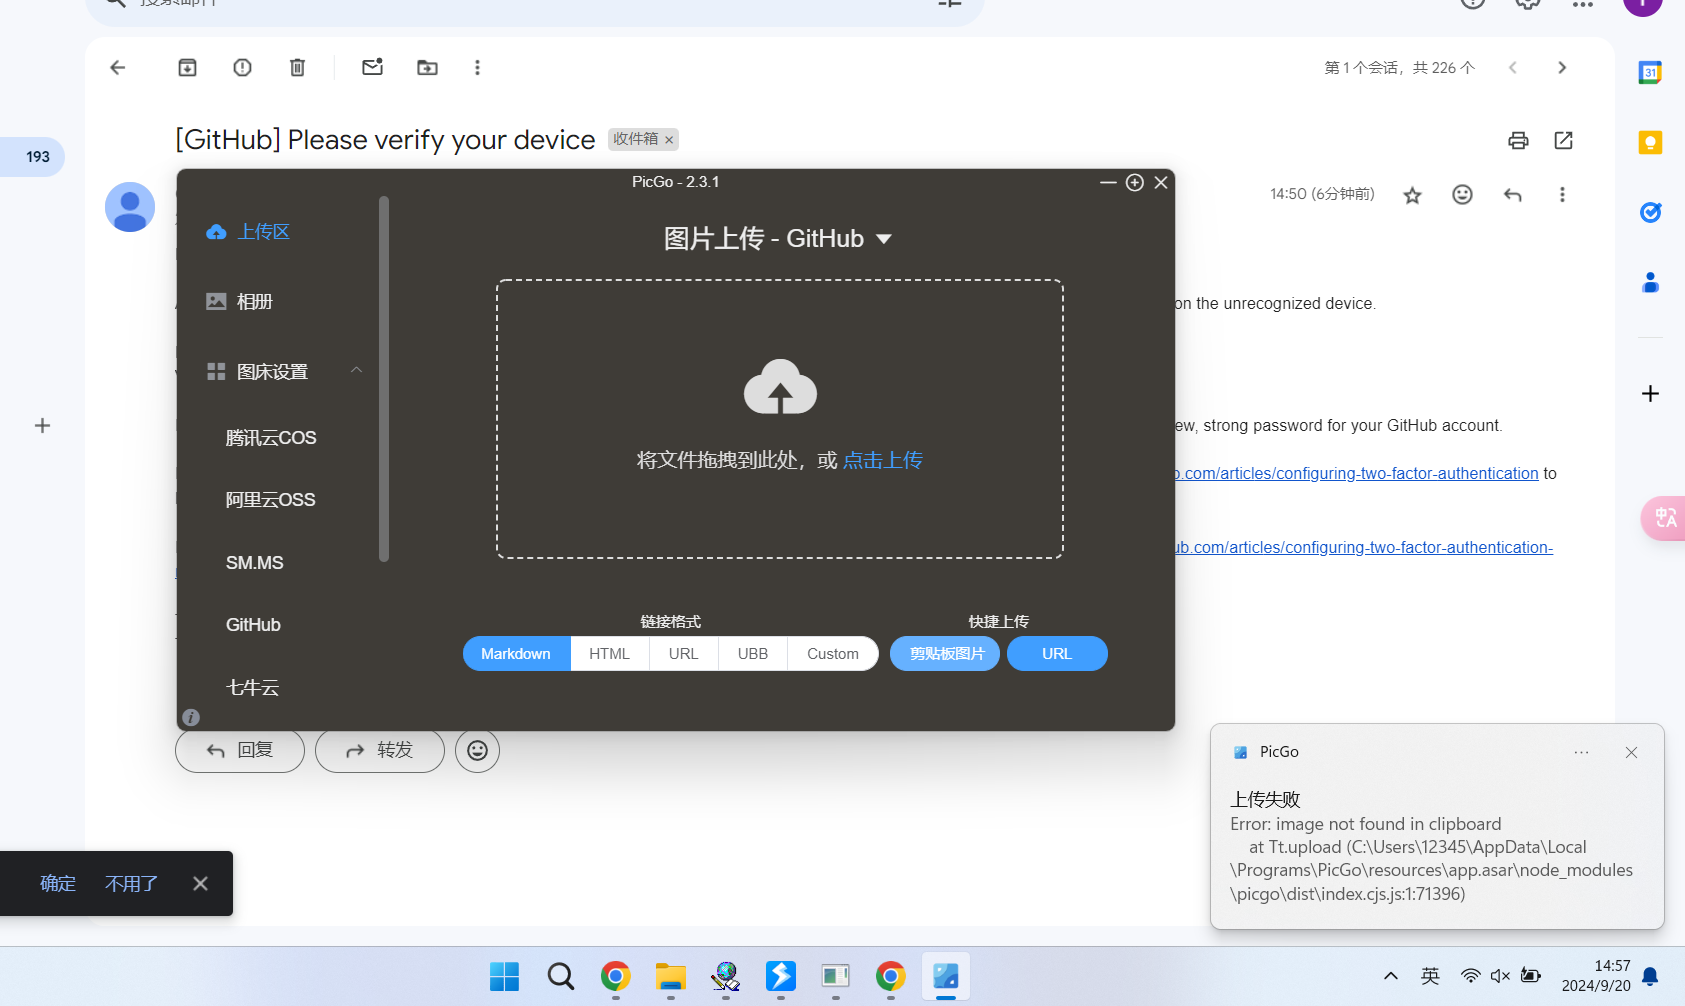 第 1 个会话，共 226 个
[GitHub] Please verify your device
收件箱 ×
193
14:50 (6分钟前)
PicGo - 2.3.1
上传区
相册
图床设置
腾讯云COS
阿里云OSS
SM.MS
GitHub
七牛云
图片上传 - GitHub
将文件拖拽到此处，或 点击上传
链接格式
快捷上传
Markdown
HTML
URL
UBB
Custom
剪贴板图片
URL
on the unrecognized device.
ew, strong password for your GitHub account.
b.com/articles/configuring-two-factor-authentication to
ub.com/articles/configuring-two-factor-authentication-
回复
转发
确定
不用了
PicGo
上传失败
Error: image not found in clipboard
at Tt.upload (C:\Users\12345\AppData\Local
\Programs\PicGo\resources\app.asar\node_modules
\picgo\dist\index.cjs.js:1:71396)
英
14:57
2024/9/20